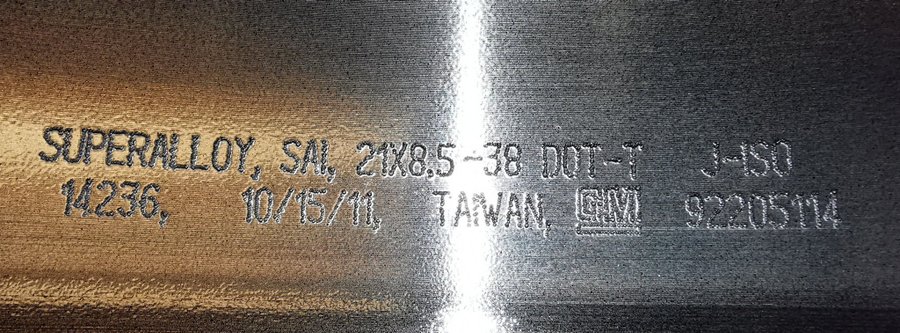 SUPERALLOY, SAI, 21X8.5-38 DOT-T J-ISO
14236, 10/15/11, TAIWAN, GM 92205114